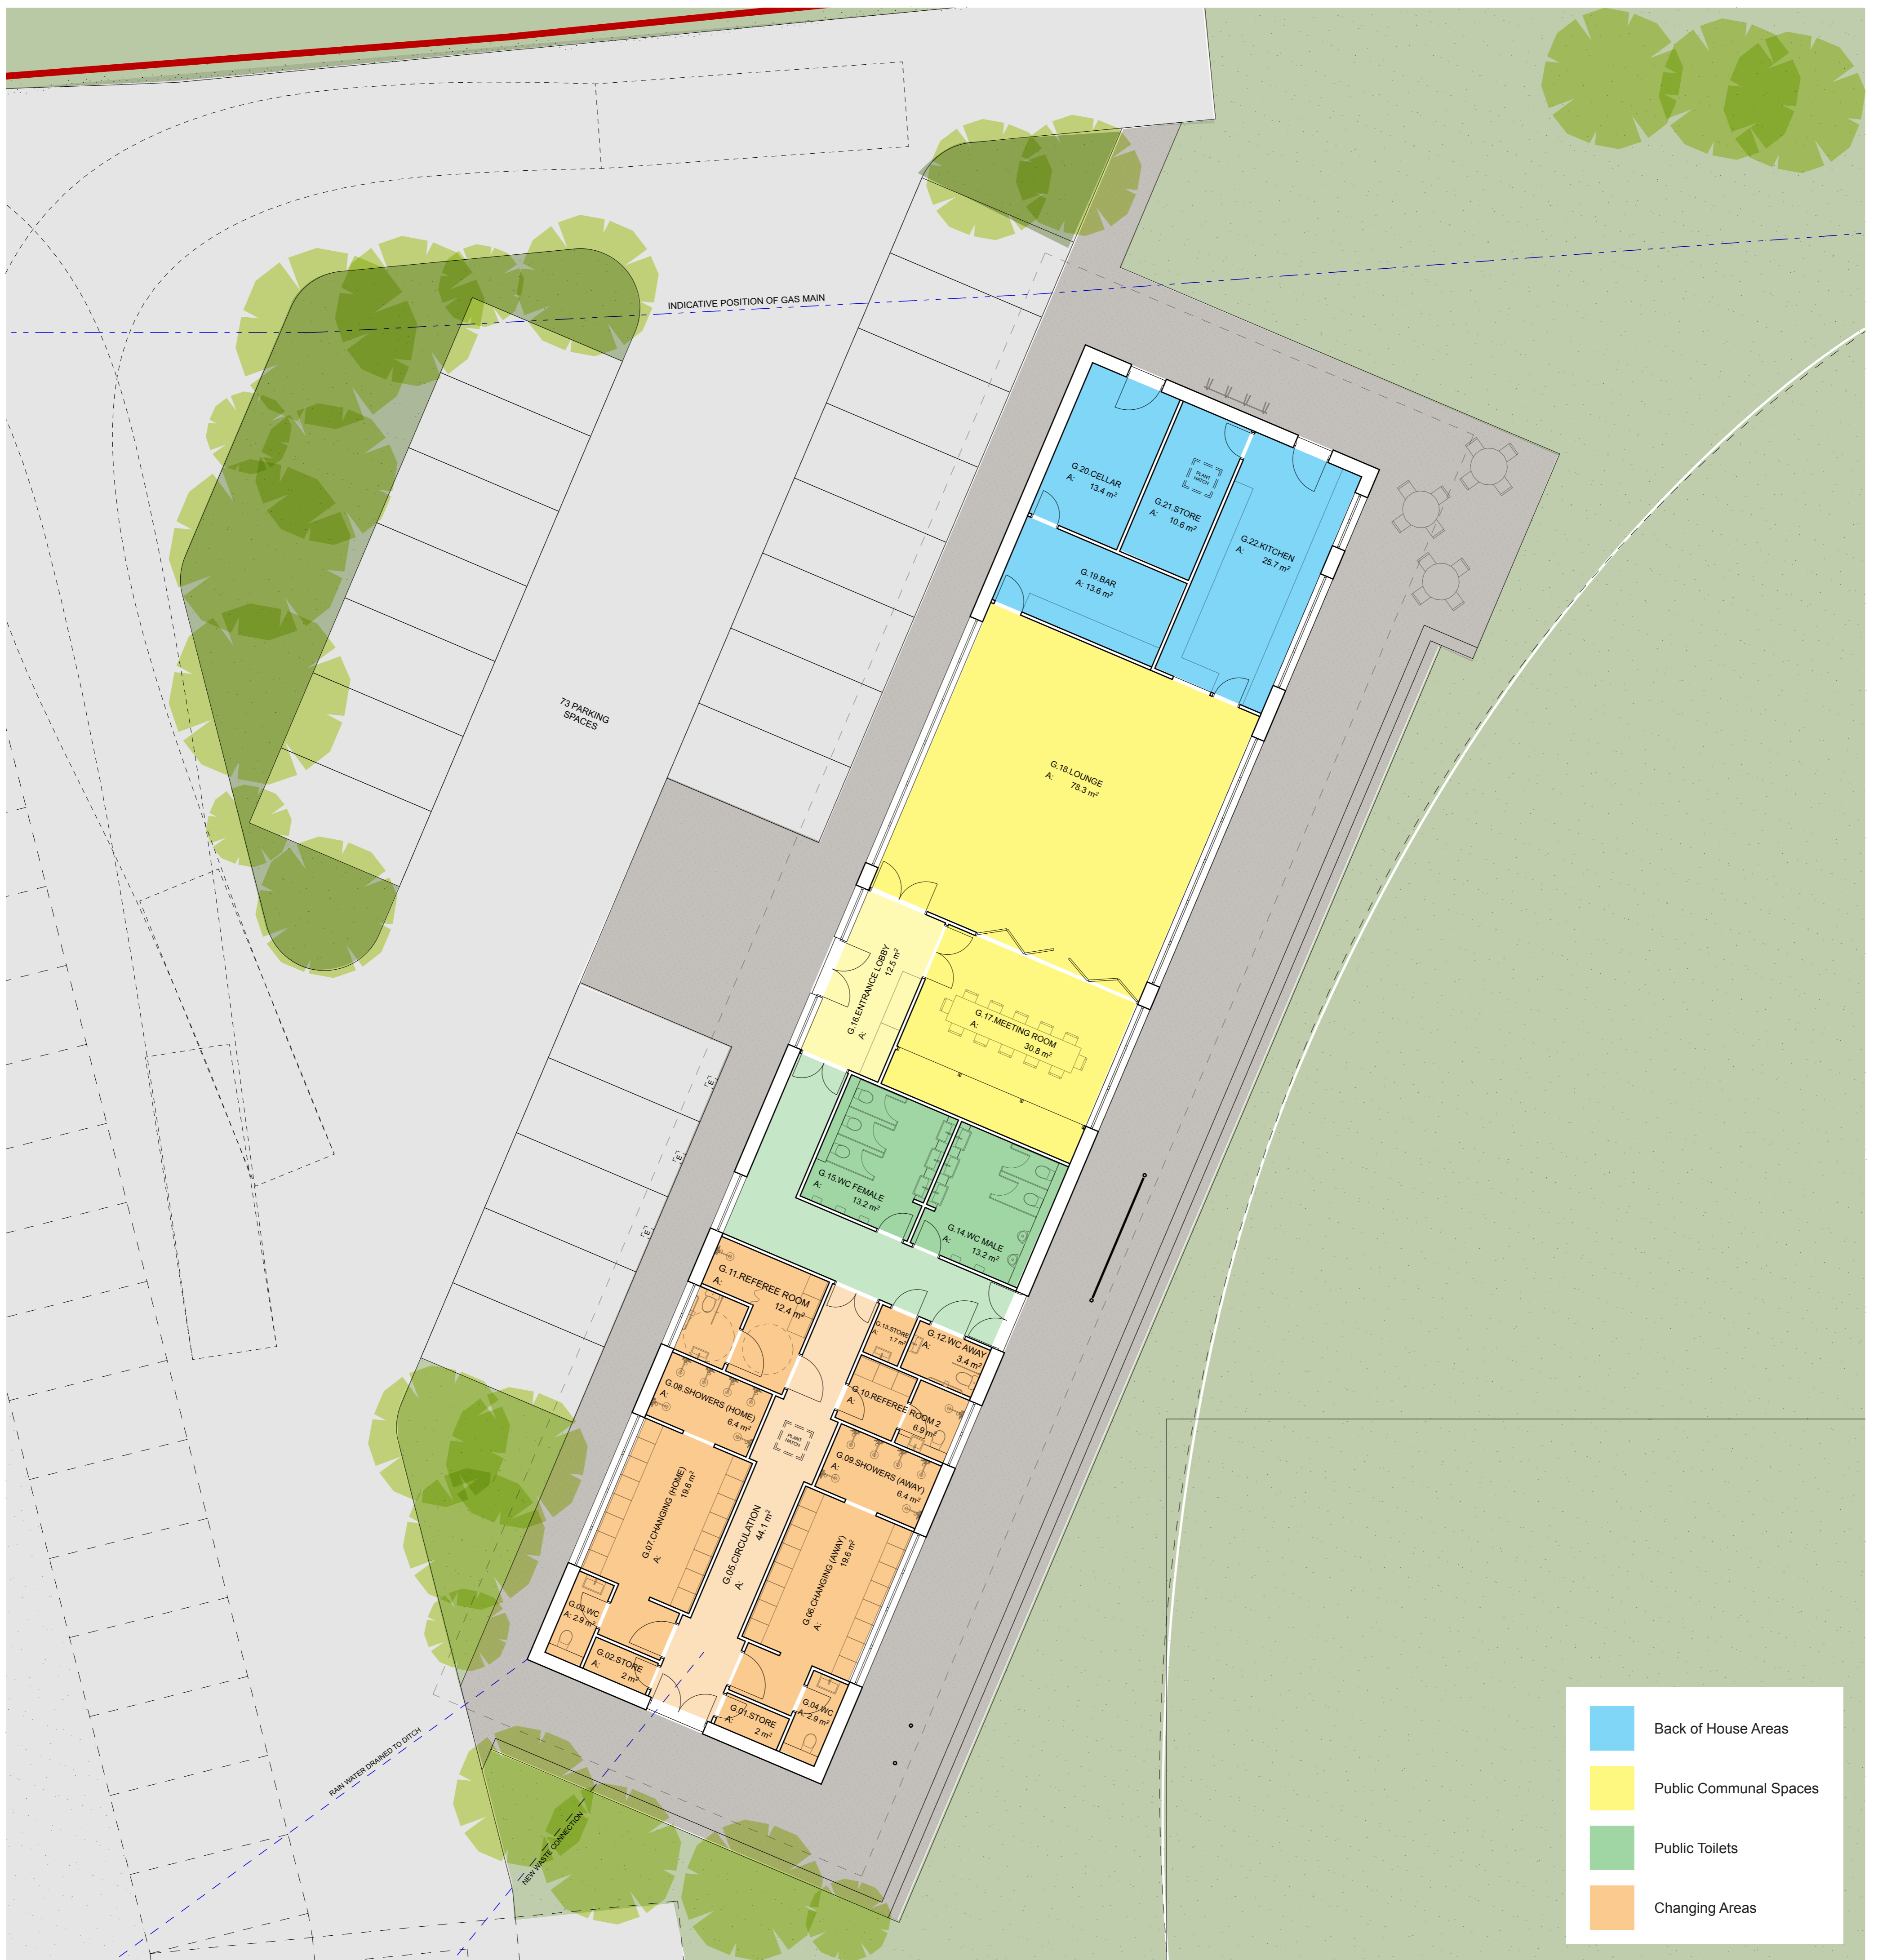 INDICATIVE POSITION OF GAS MAIN
73 PARKING
SPACES
G.20.CELLAR
A: 13.4 m²
PLANT
HATCH
G.21.STORE
A: 10.6 m²
G.22.KITCHEN
A: 25.7 m²
G.19.BAR
A: 13.6 m²
G.18.LOUNGE
A: 78.3 m²
G.16.ENTRANCE LOBBY
A: 12.5 m²
G.17.MEETING ROOM
A: 30.8 m²
E
E
E
G.15.WC FEMALE
A: 13.2 m²
G.14.WC MALE
A: 13.2 m²
G.11.REFEREE ROOM
A: 12.4 m²
G.13.STORE
A: 1.7 m²
G.12.WC AWAY
A: 3.4 m²
G.08.SHOWERS (HOME)
A: 6.4 m²
G.10.REFEREE ROOM 2
A: 6.9 m²
PLANT
HATCH
G.09.SHOWERS (AWAY)
A: 6.4 m²
G.07.CHANGING (HOME)
A: 19.6 m²
G.05.CIRCULATION
A: 44.1 m²
G.06.CHANGING (AWAY)
A: 19.6 m²
G.03.WC
A: 2.9 m²
G.02.STORE
A: 2 m²
G.01.STORE
A: 2 m²
G.04.WC
A: 2.9 m²
RAIN WATER DRAINED TO DITCH
NEW WASTE CONNECTION
Back of House Areas
Public Communal Spaces
Public Toilets
Changing Areas